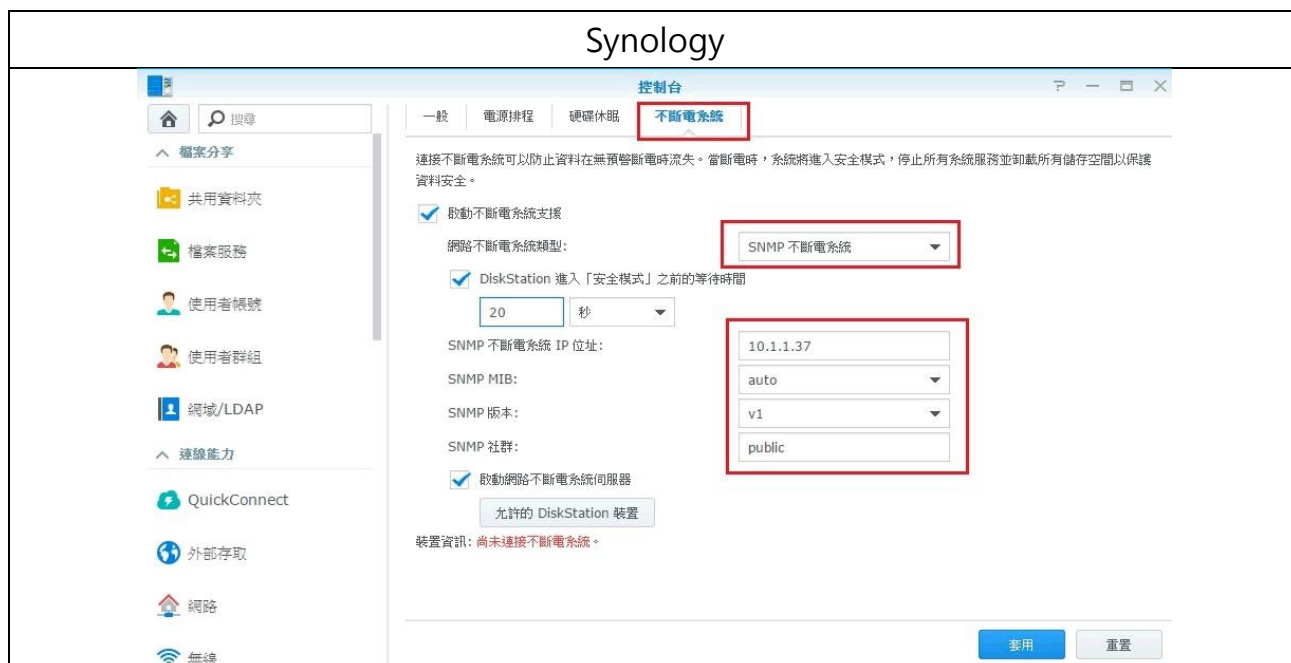 Synology
控制台
搜尋
一般
電源排程
硬碟休眠
不斷電系統
檔案分享
共用資料夾
檔案服務
使用者帳號
使用者群組
網域/LDAP
連線能力
QuickConnect
外部存取
網路
無線
連接不斷電系統可以防止資料在無預警斷電時流失。當斷電時，系統將進入安全模式，停止所有系統服務並卸載所有儲存空間以保護
資料安全。
啟動不斷電系統支援
網路不斷電系統類型:
SNMP 不斷電系統
DiskStation 進入「安全模式」之前的等待時間
20
秒
SNMP 不斷電系統 IP 位址:
10.1.1.37
SNMP MIB:
auto
SNMP 版本:
v1
SNMP 社群:
public
啟動網路不斷電系統伺服器
允許的 DiskStation 裝置
裝置資訊: 尚未連接不斷電系統。
套用
重置